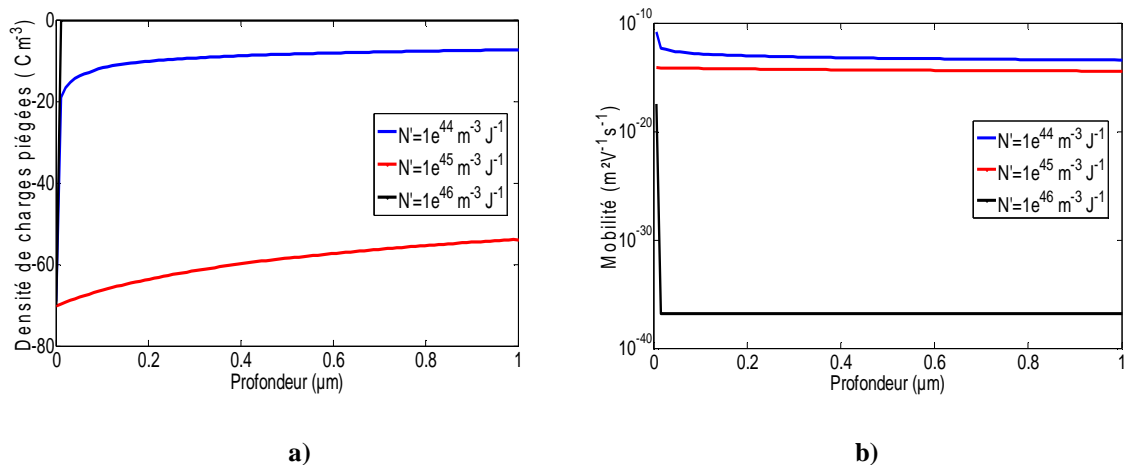 Densité de charges piégées ( Cm-3)
0
-20
-40
-60
-80
0
0.2
0.4
0.6
0.8
1
Profondeur (µm)
N'=1e44 m-3 J-1
N'=1e45 m-3 J-1
N'=1e46 m-3 J-1
a)
Mobilité (m²V-1s-1)
10-10
10-20
10-30
10-40
0
0.2
0.4
0.6
0.8
1
Profondeur (µm)
N'=1e44 m-3 J-1
N'=1e45 m-3 J-1
N'=1e46 m-3 J-1
b)